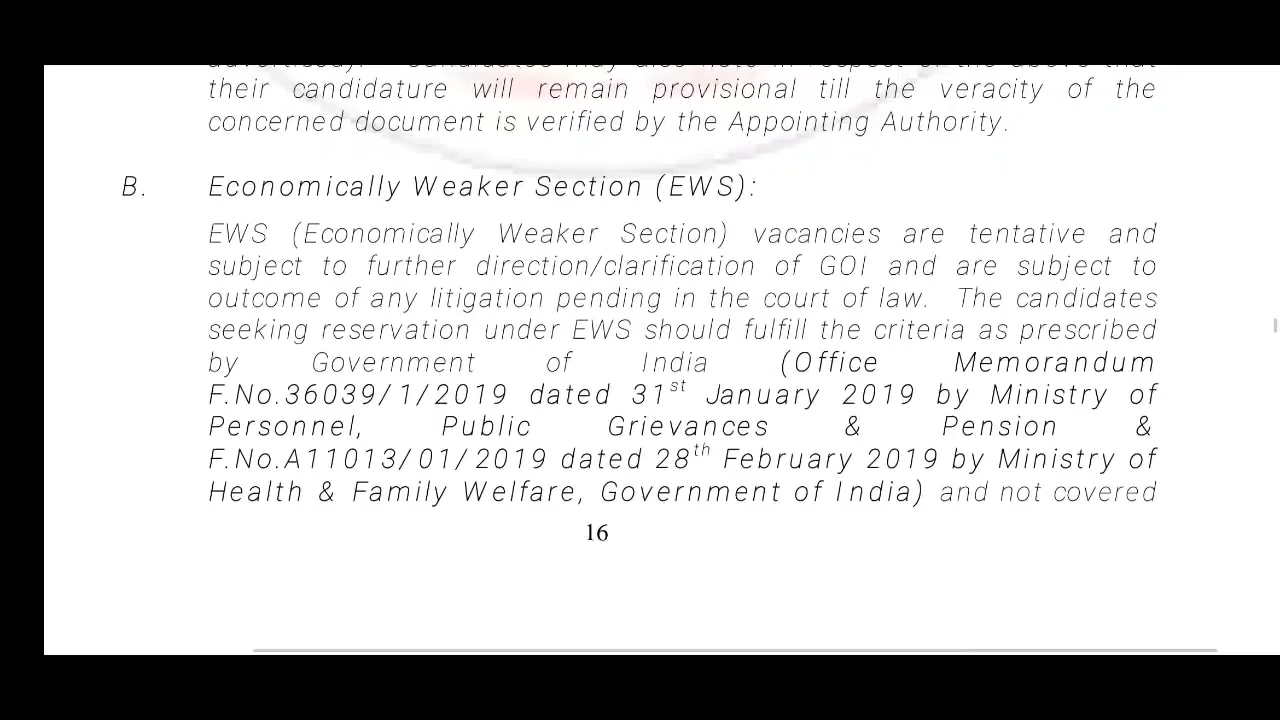 their candidature will remain provisional till the veracity of the
concerned document is verified by the Appointing Authority.
B. Economically Weaker Section (EWS):
EWS (Economically Weaker Section) vacancies are tentative and
subject to further direction/clarification of GOI and are subject to
outcome of any litigation pending in the court of law. The candidates
seeking reservation under EWS should fulfill the criteria as prescribed
by Government of India (Office Memorandum
F.No.36039/1/2019 dated 31st January 2019 by Ministry of
Personnel, Public Grievances & Pension &
F.No.A11013/01/2019 dated 28th February 2019 by Ministry of
Health & Family Welfare, Government of India) and not covered
16